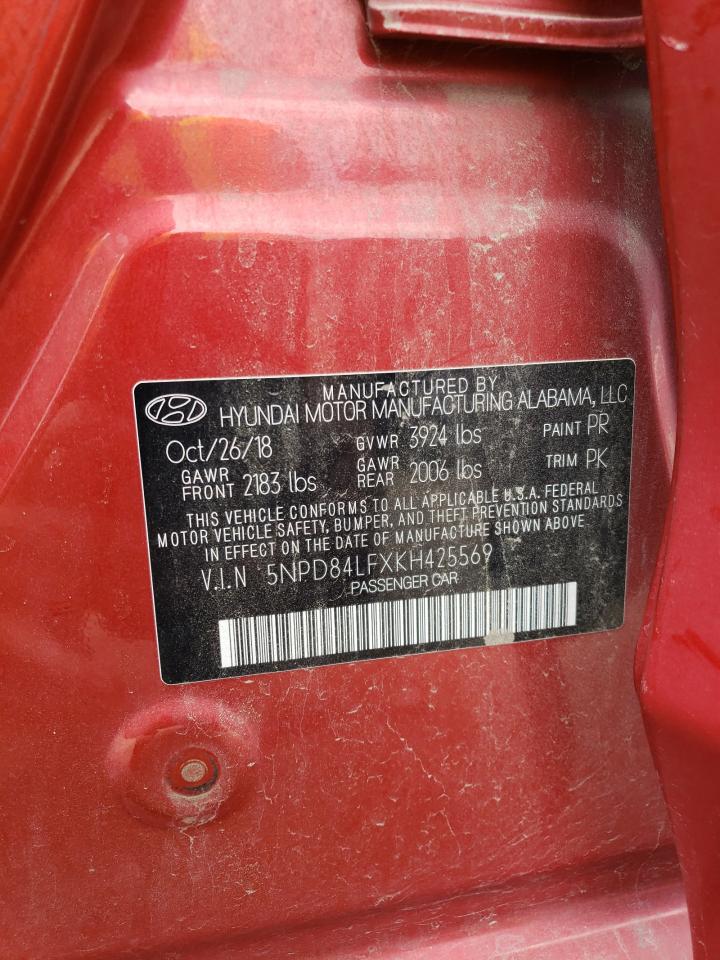 MANUFACTURED BY
HYUNDAI MOTOR MANUFACTURING ALABAMA, LLC
Oct/26/18 GVWR 3924 lbs PAINT PR
GAWR FRONT 2183 lbs GAWR REAR 2006 lbs TRIM PK
THIS VEHICLE CONFORMS TO ALL APPLICABLE U.S.A. FEDERAL
MOTOR VEHICLE SAFETY, BUMPER, AND THEFT PREVENTION STANDARDS
IN EFFECT ON THE DATE OF MANUFACTURE SHOWN ABOVE
V.I.N 5NPD84LFXKH425569
PASSENGER CAR